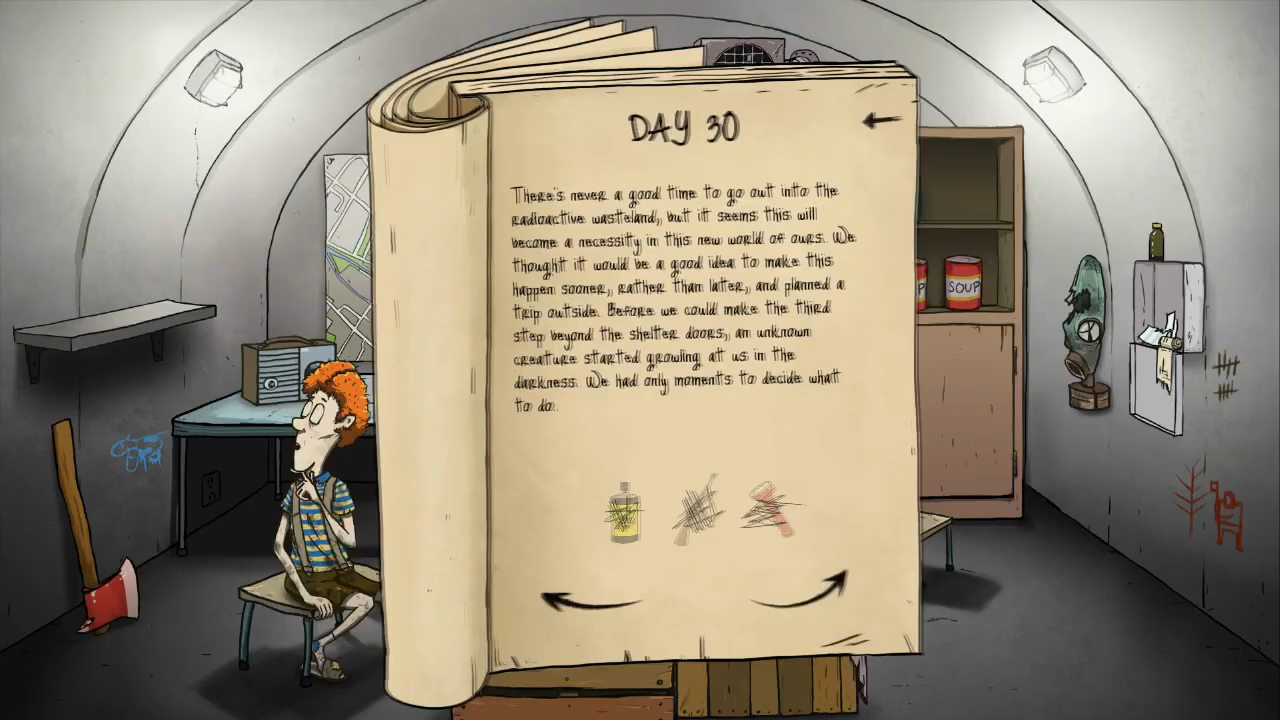 DAY 30
There's never a good time to go out into the
radioactive wasteland, but it seems this will
become a necessity in this new world of ours. We
thought it would be a good idea to make this
happen sooner, rather than latter, and planned a
trip outside. Before we could make the third
step beyond the shelter doors, an unknown
creature started growling at us in the
darkness. We had only moments to decide what
to do.
SOUP